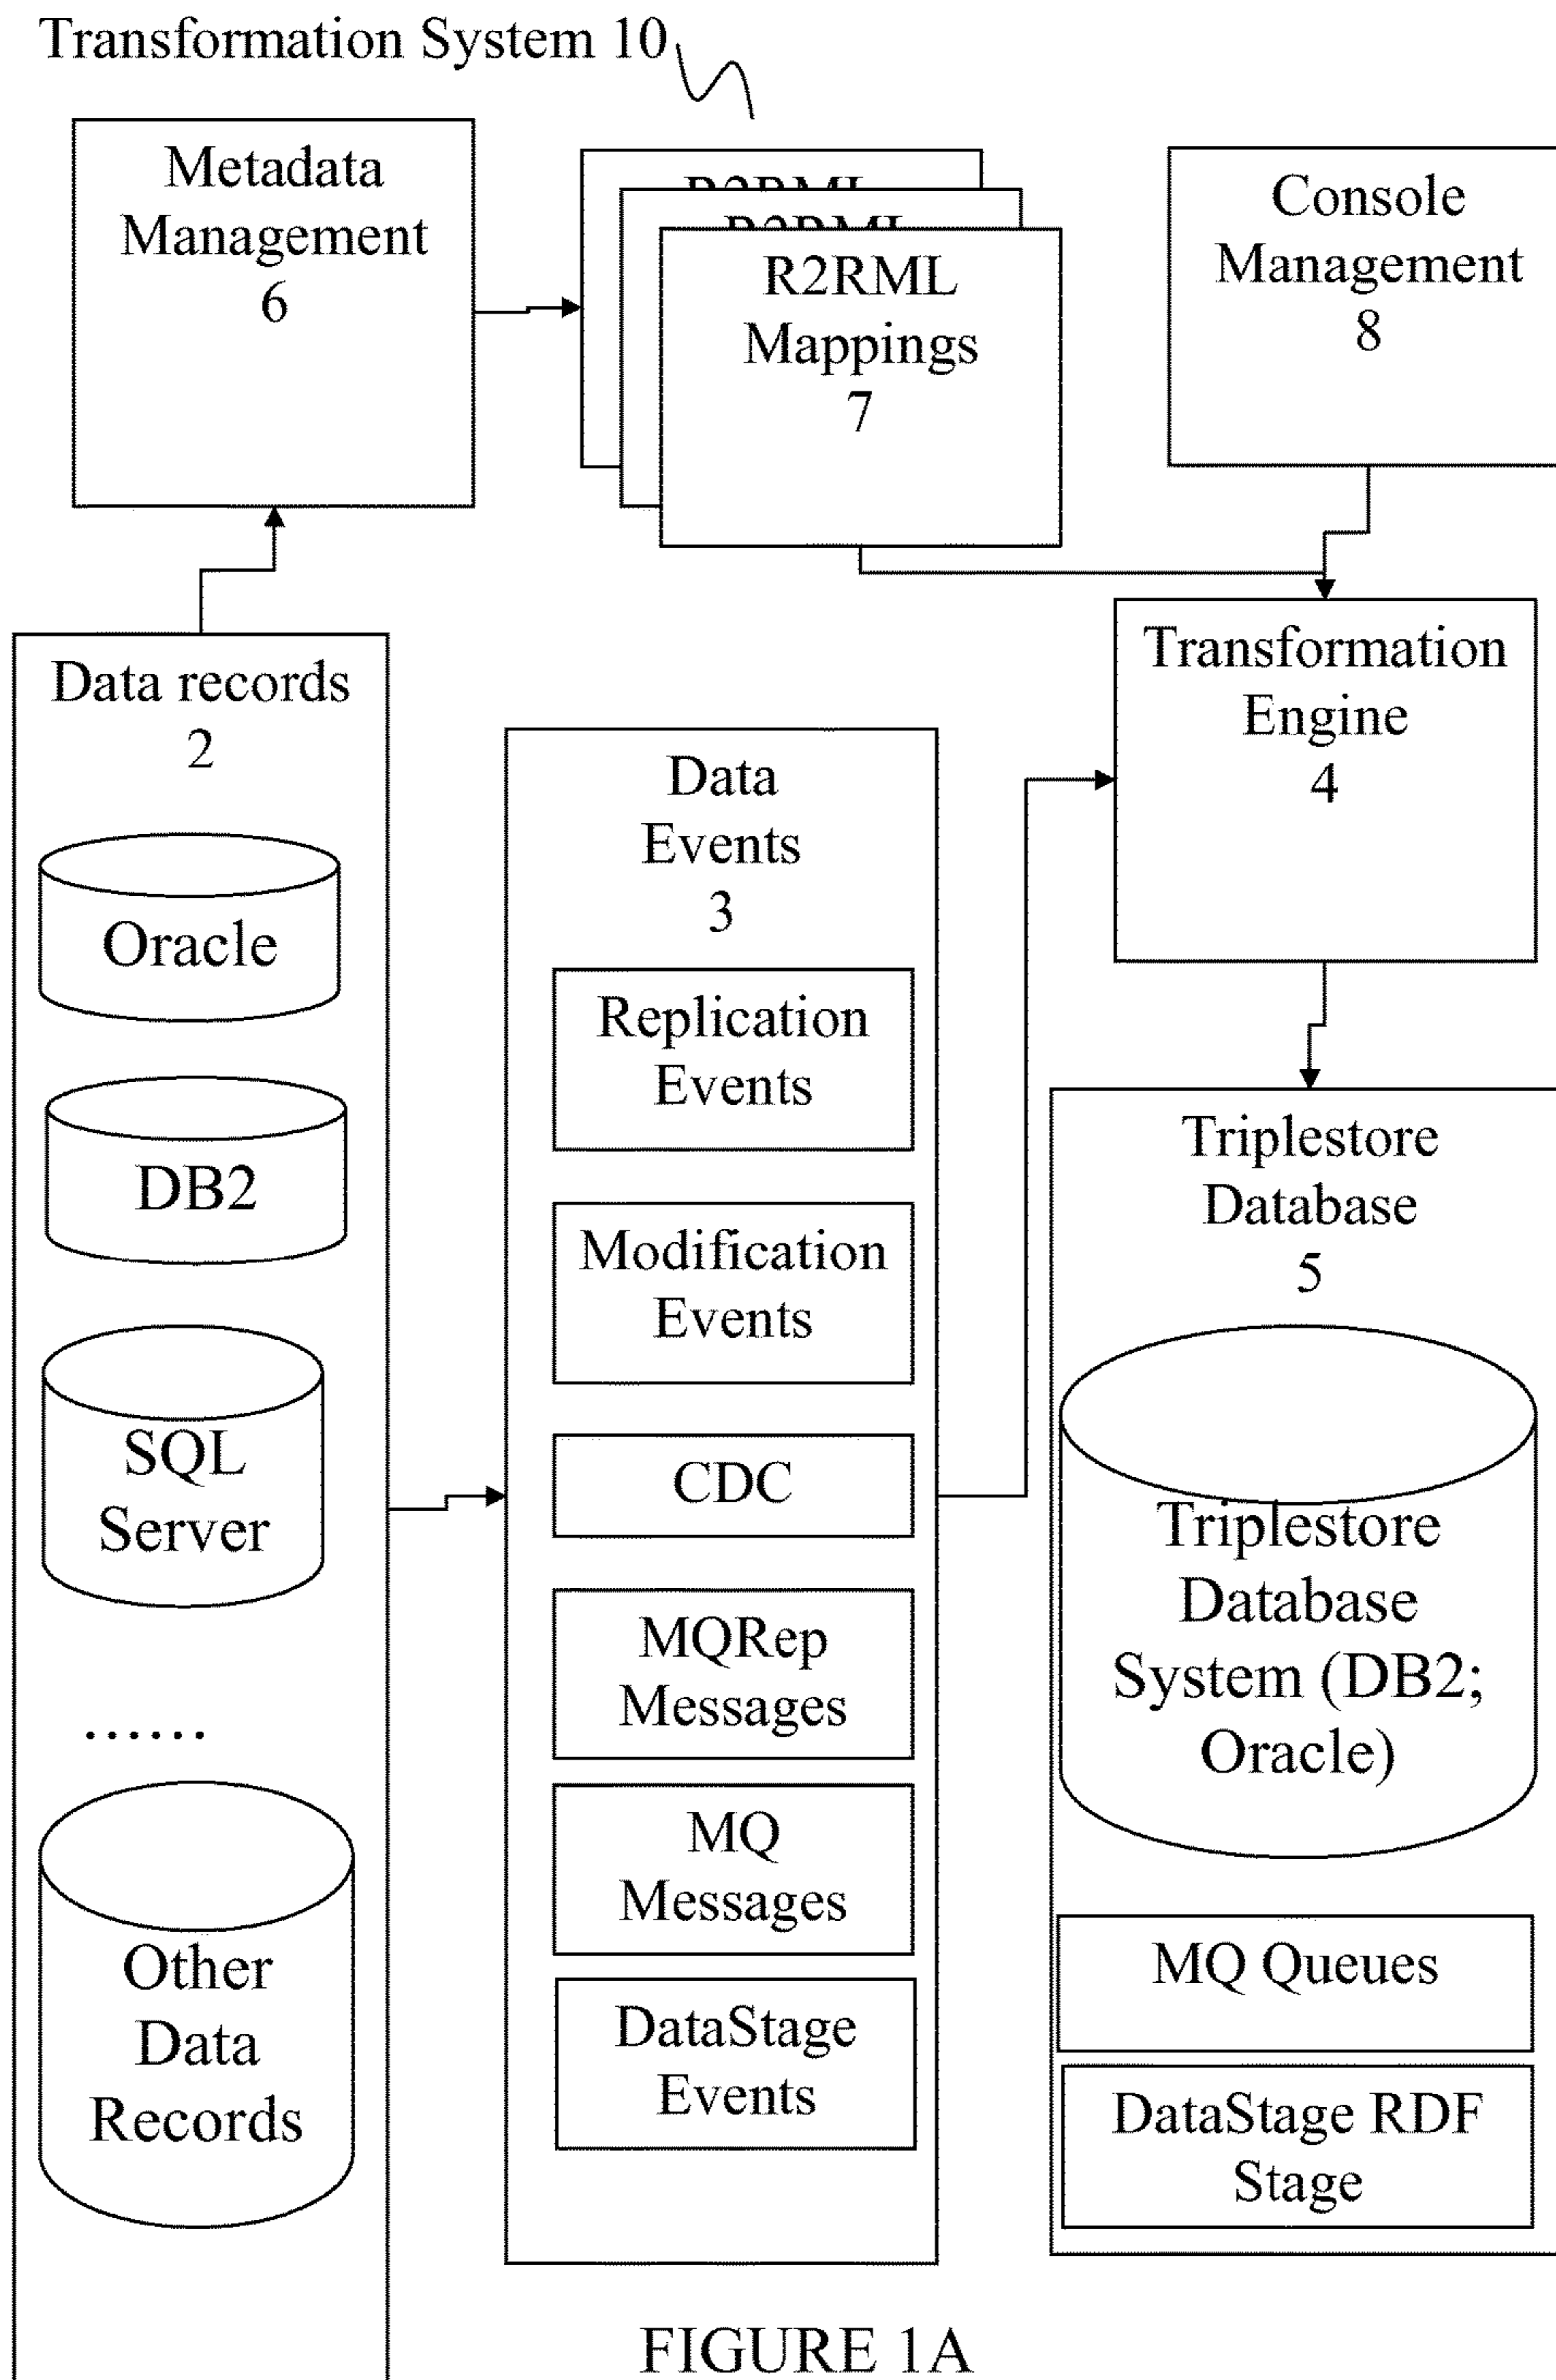 Transformation System 10
Metadata
Management
6
R2RML
R2RML
R2RML
Mappings
7
Console
Management
8
Data records
2
Oracle
DB2
SQL
Server
......
Other
Data
Records
Data
Events
3
Replication
Events
Modification
Events
CDC
MQRep
Messages
MQ
Messages
DataStage
Events
Transformation
Engine
4
Triplestore
Database
5
Triplestore
Database
System (DB2;
Oracle)
MQ Queues
DataStage RDF
Stage
FIGURE 1A